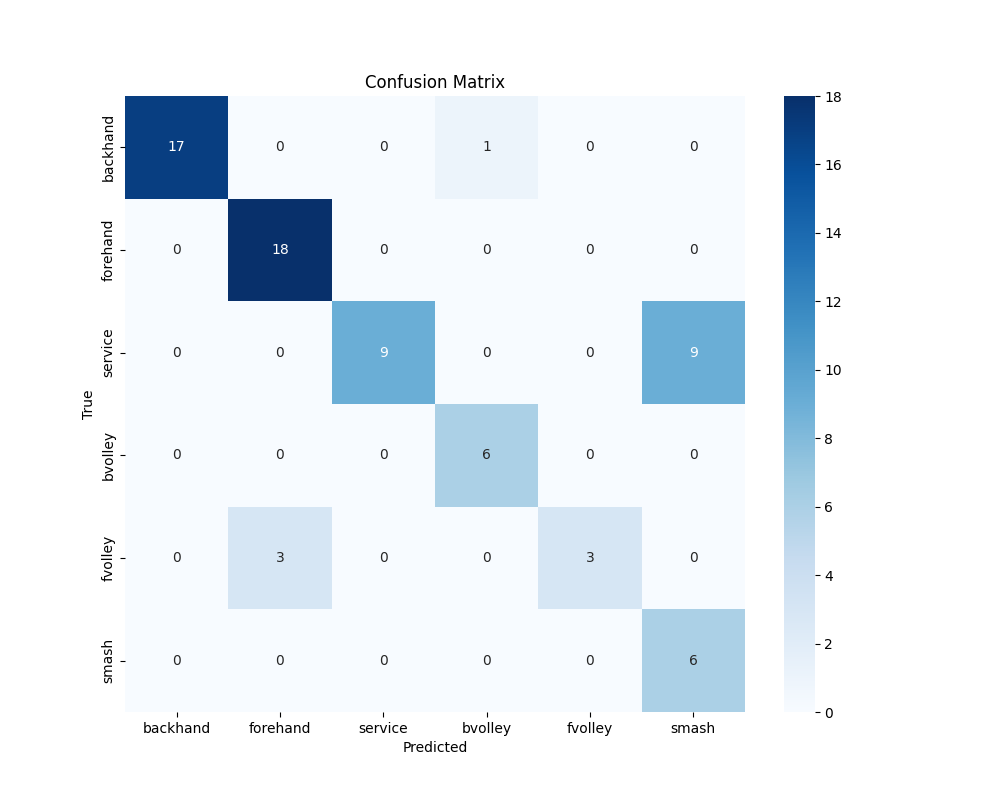 Confusion Matrix
backhand 17 0 0 1 0 0
forehand 0 18 0 0 0 0
service 0 0 9 0 0 9
bvolley 0 0 0 6 0 0
fvolley 0 3 0 0 3 0
smash 0 0 0 0 0 6
True
backhand forehand service bvolley fvolley smash
Predicted
18
16
14
12
10
8
6
4
2
0